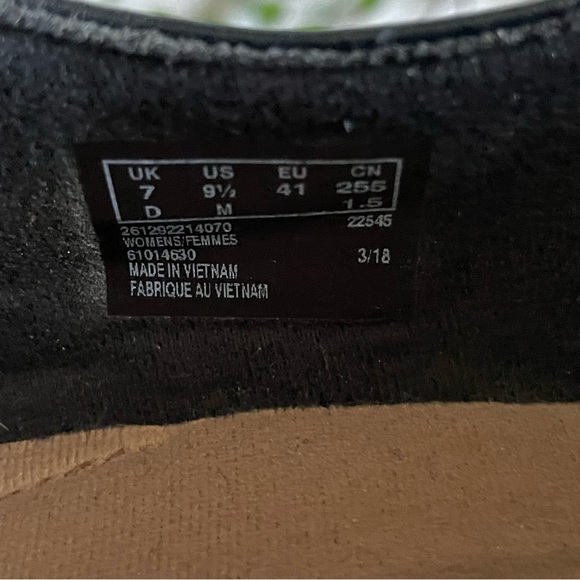 UK US EU CN
7 9½ 41 255
D M 1.5
261292214070 22545
WOMENS/FEMMES
61014630 3/18
MADE IN VIETNAM
FABRIQUE AU VIETNAM